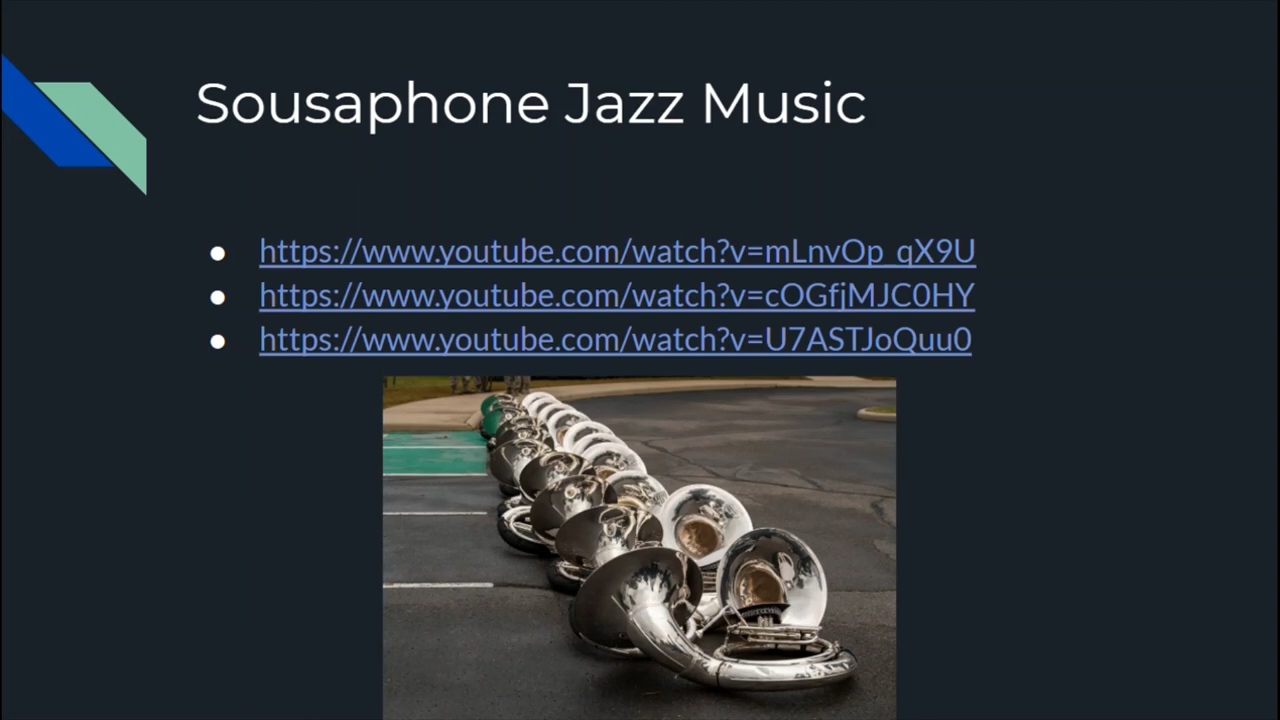 Sousaphone Jazz Music
● https://www.youtube.com/watch?v=mLnvOp_qX9U
● https://www.youtube.com/watch?v=cOGfjMJC0HY
● https://www.youtube.com/watch?v=U7ASTJoQuu0